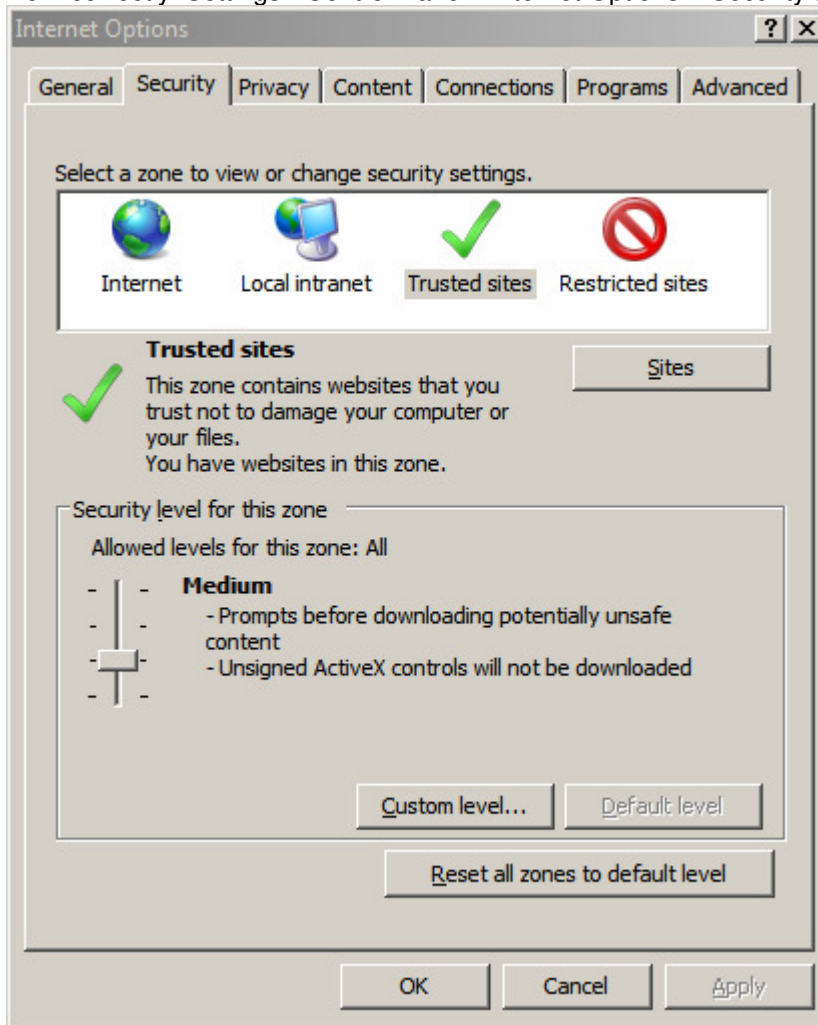 Internet Options
General Security Privacy Content Connections Programs Advanced
Select a zone to view or change security settings.
Internet Local intranet Trusted sites Restricted sites
Trusted sites
Sites
This zone contains websites that you
trust not to damage your computer or
your files.
You have websites in this zone.
Security level for this zone
Allowed levels for this zone: All
Medium
- Prompts before downloading potentially unsafe
content
- Unsigned ActiveX controls will not be downloaded
Custom level... Default level
Reset all zones to default level
OK Cancel Apply